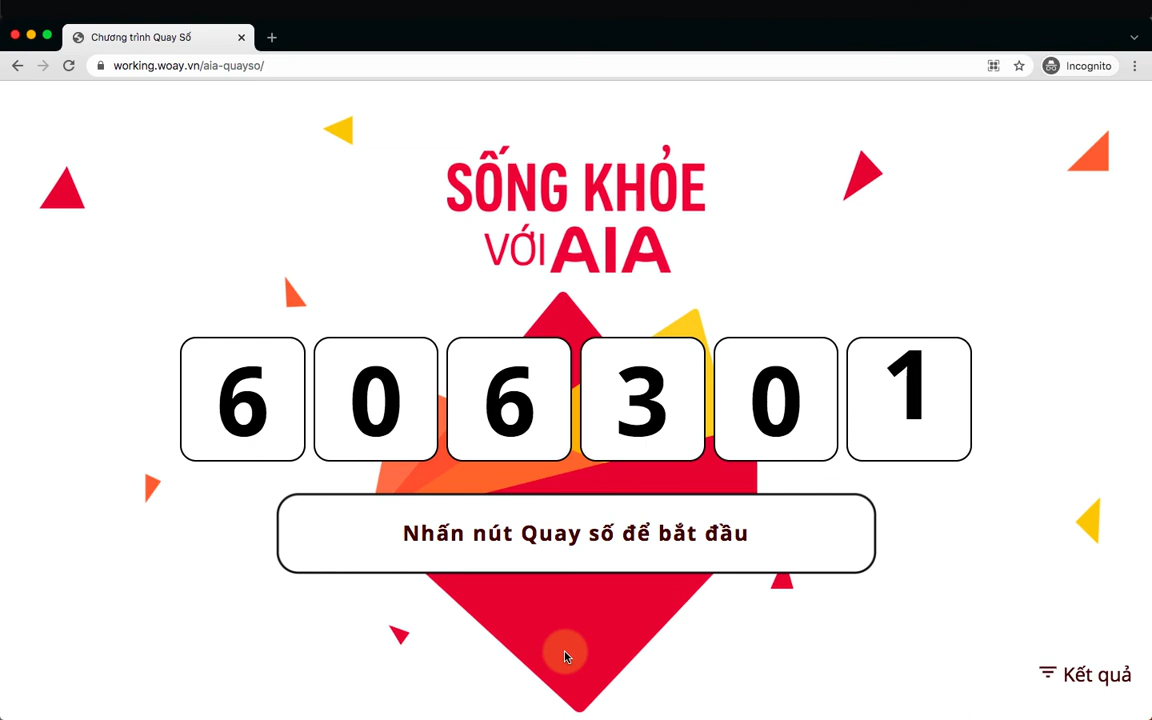 Chương trình Quay Số
working.woay.vn/aia-quayso/
Incognito
SỐNG KHỎE
VỚI AIA
6 0 6 3 0 1
Nhấn nút Quay số để bắt đầu
Kết quả